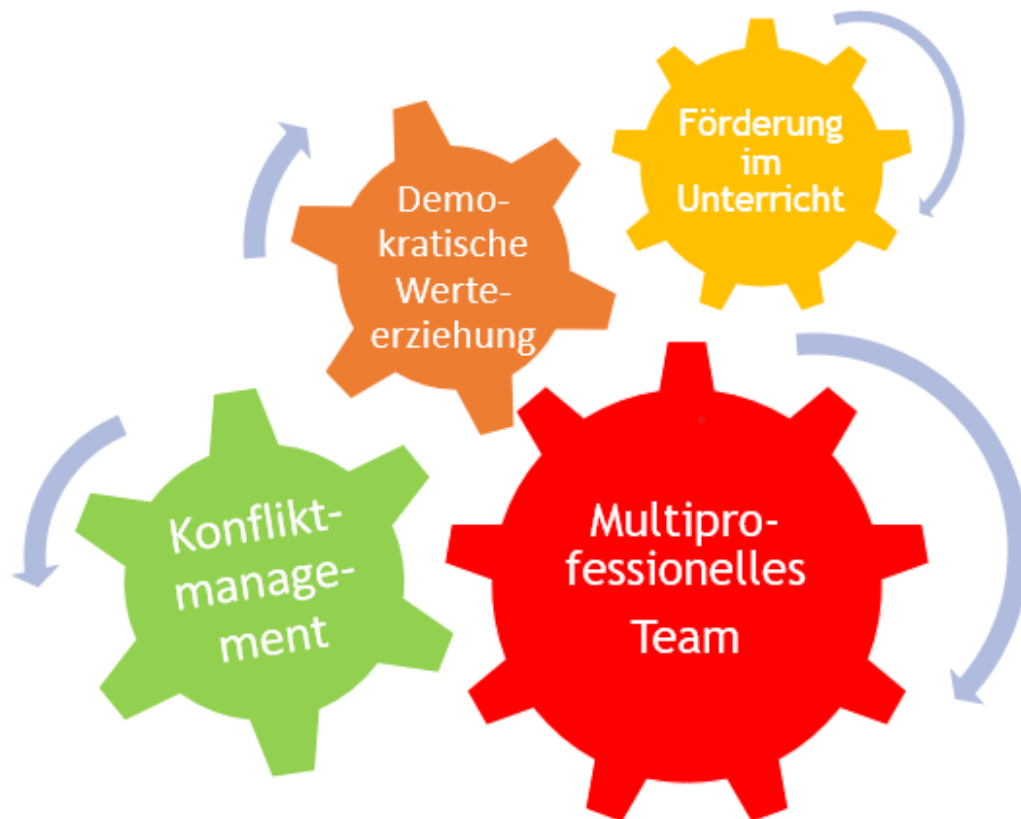 Förderung
im
Unterricht
Demo-
kratische
Werte-
erziehung
Konflikt-
manage-
ment
Multipro-
fessionelles
Team